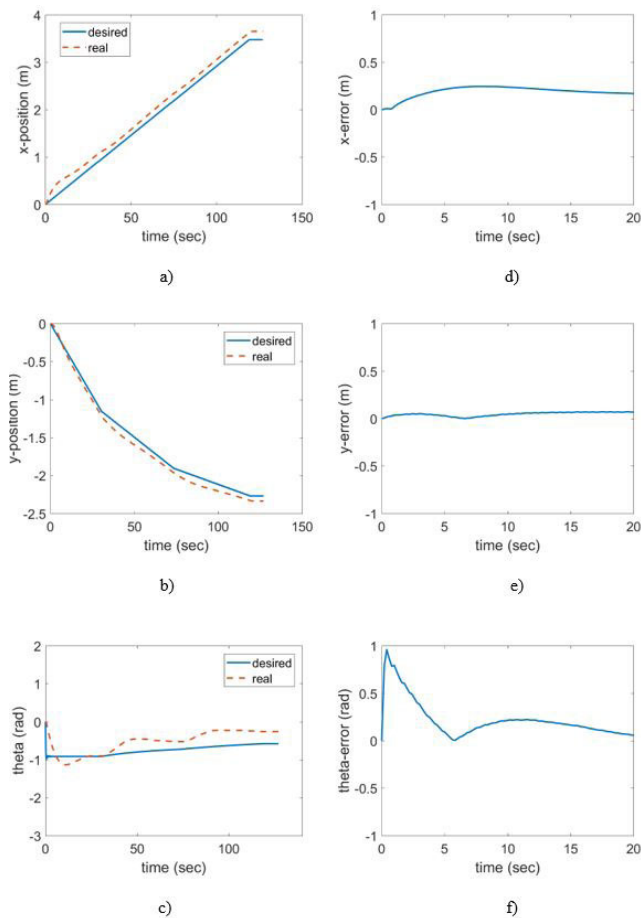 4
3
2
1
0
x-position (m)
desired
real
0
50
100
150
time (sec)
a)
1
0.5
0
-0.5
-1
x-error (m)
0
5
10
15
20
time (sec)
d)
0
-0.5
-1
-1.5
-2
-2.5
y-position (m)
desired
real
0
50
100
150
time (sec)
b)
1
0.5
0
-0.5
-1
y-error (m)
0
5
10
15
20
time (sec)
e)
2
1
0
-1
-2
-3
theta (rad)
desired
real
0
50
100
time (sec)
c)
1
0.5
0
-0.5
-1
theta-error (rad)
0
5
10
15
20
time (sec)
f)